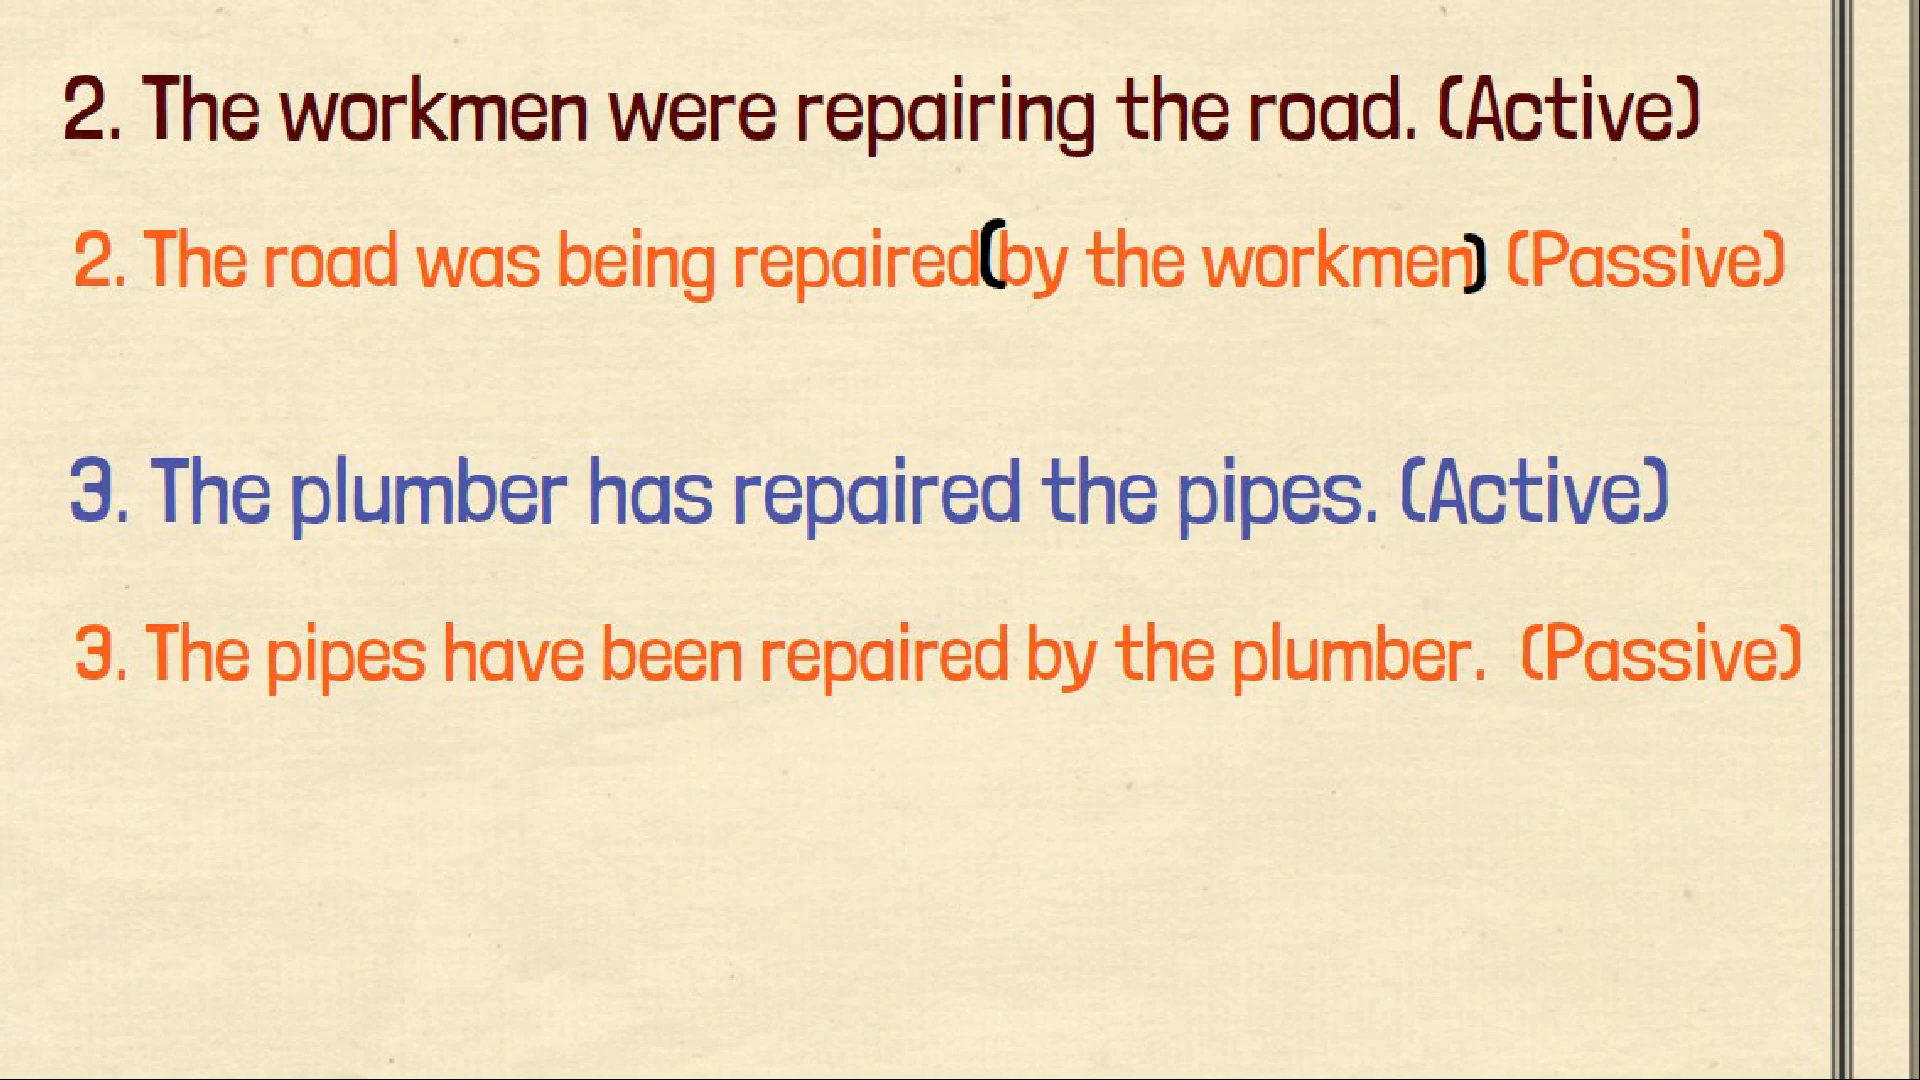 2. The workmen were repairing the road. (Active)
2. The road was being repaired(by the workmen) (Passive)
3. The plumber has repaired the pipes. (Active)
3. The pipes have been repaired by the plumber. (Passive)